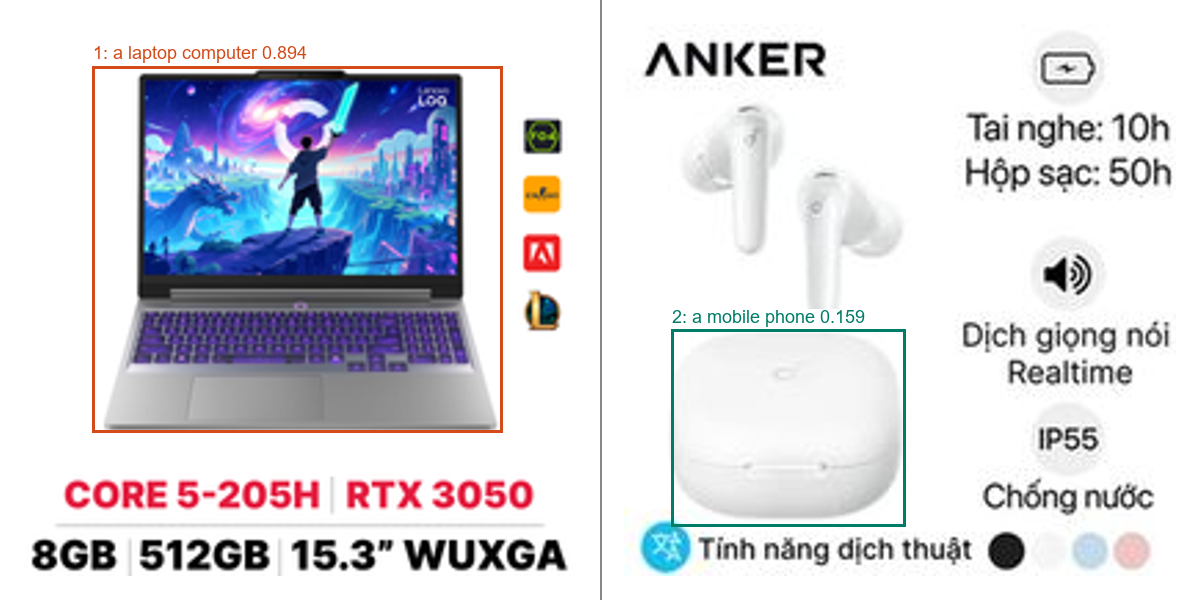 1: a laptop computer 0.894
Lenovo
LOQ
CORE 5-205H | RTX 3050
8GB | 512GB | 15.3” WUXGA
ANKER
Tai nghe: 10h
Hộp sạc: 50h
Dịch giọng nói
Realtime
IP55
Chống nước
2: a mobile phone 0.159
Tính năng dịch thuật